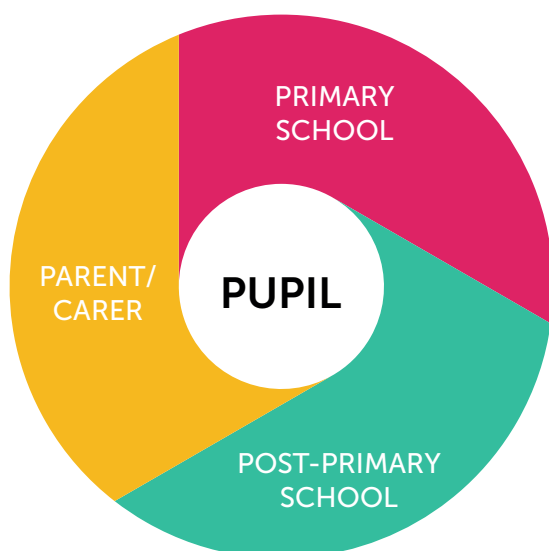 PRIMARY
SCHOOL
PARENT/
CARER
PUPIL
POST-PRIMARY
SCHOOL